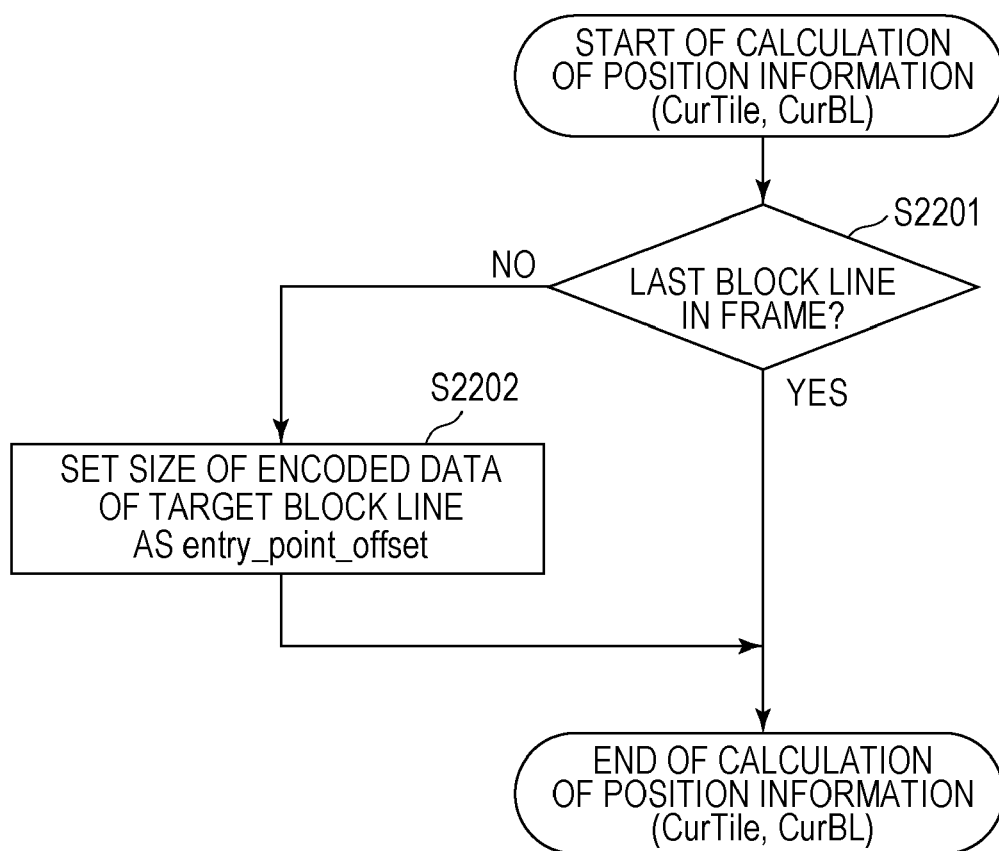 START OF CALCULATION
OF POSITION INFORMATION
(CurTile, CurBL)
S2201
NO
LAST BLOCK LINE
IN FRAME?
YES
S2202
SET SIZE OF ENCODED DATA
OF TARGET BLOCK LINE
AS entry_point_offset
END OF CALCULATION
OF POSITION INFORMATION
(CurTile, CurBL)